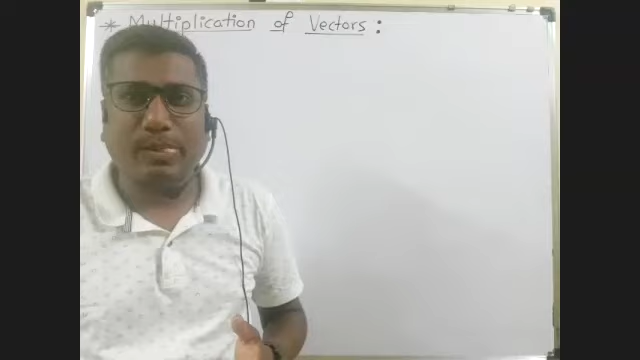 * Multiplication of Vectors :